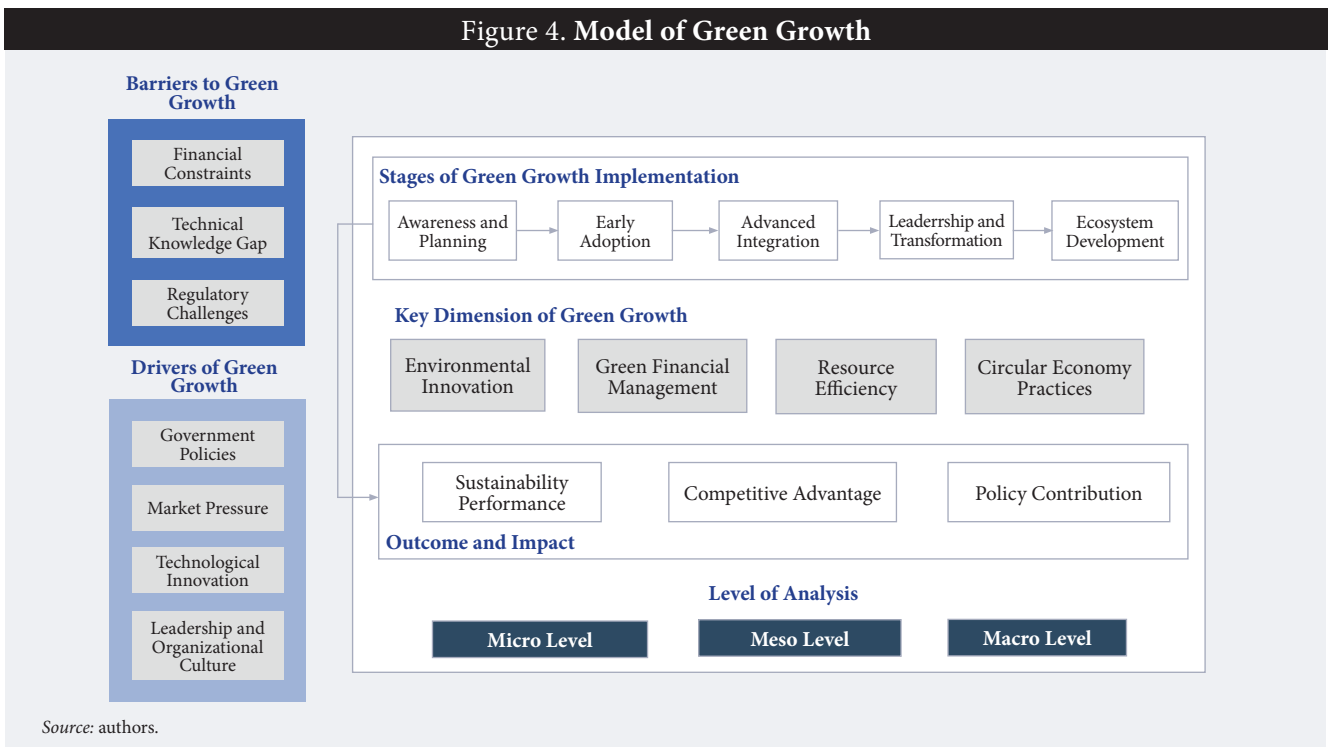 Figure 4. Model of Green Growth
Barriers to Green
Growth
Financial
Constraints
Technical
Knowledge Gap
Regulatory
Challenges
Drivers of Green
Growth
Government
Policies
Market Pressure
Technological
Innovation
Leadership and
Organizational
Culture
Stages of Green Growth Implementation
Awareness and
Planning
Early
Adoption
Advanced
Integration
Leaderrship and
Transformation
Ecosystem
Development
Key Dimension of Green Growth
Environmental
Innovation
Green Financial
Management
Resource
Efficiency
Circular Economy
Practices
Sustainability
Performance
Competitive Advantage
Policy Contribution
Outcome and Impact
Level of Analysis
Micro Level
Meso Level
Macro Level
Source: authors.